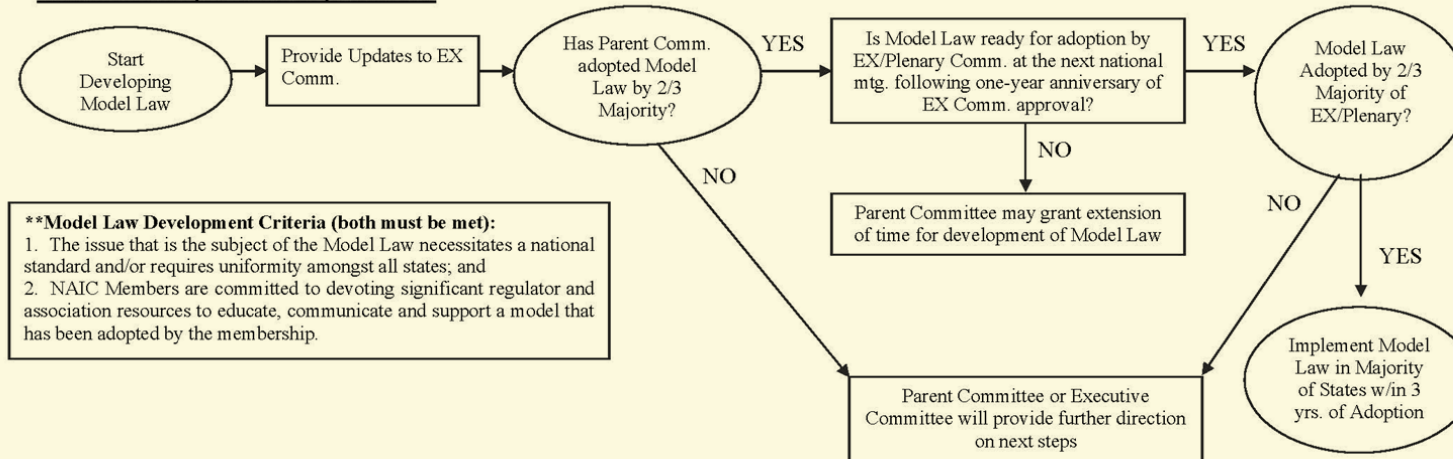 Start
Developing
Model Law
Provide Updates to EX
Comm.
Has Parent Comm.
adopted Model
Law by 2/3
Majority?
YES
Is Model Law ready for adoption by
EX/Plenary Comm. at the next national
mtg. following one-year anniversary of
EX Comm. approval?
YES
Model Law
Adopted by 2/3
Majority of
EX/Plenary?
NO
NO
Parent Committee may grant extension
of time for development of Model Law
NO
YES
**Model Law Development Criteria (both must be met):
1. The issue that is the subject of the Model Law necessitates a national
standard and/or requires uniformity amongst all states; and
2. NAIC Members are committed to devoting significant regulator and
association resources to educate, communicate and support a model that
has been adopted by the membership.
Implement Model
Law in Majority
of States w/in 3
yrs. of Adoption
Parent Committee or Executive
Committee will provide further direction
on next steps